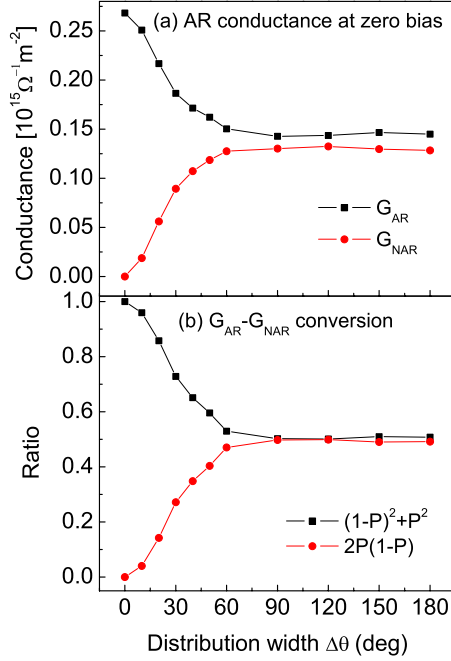 (a) AR conductance at zero bias
0.25
0.20
0.15
0.10
0.05
0.00
Conductance [10¹⁵Ω⁻¹m⁻²]
G_AR
G_NAR
(b) G_AR-G_NAR conversion
1.0
0.8
0.6
0.4
0.2
0.0
Ratio
(1-P)²+P²
2P(1-P)
0 30 60 90 120 150 180
Distribution width Δθ (deg)